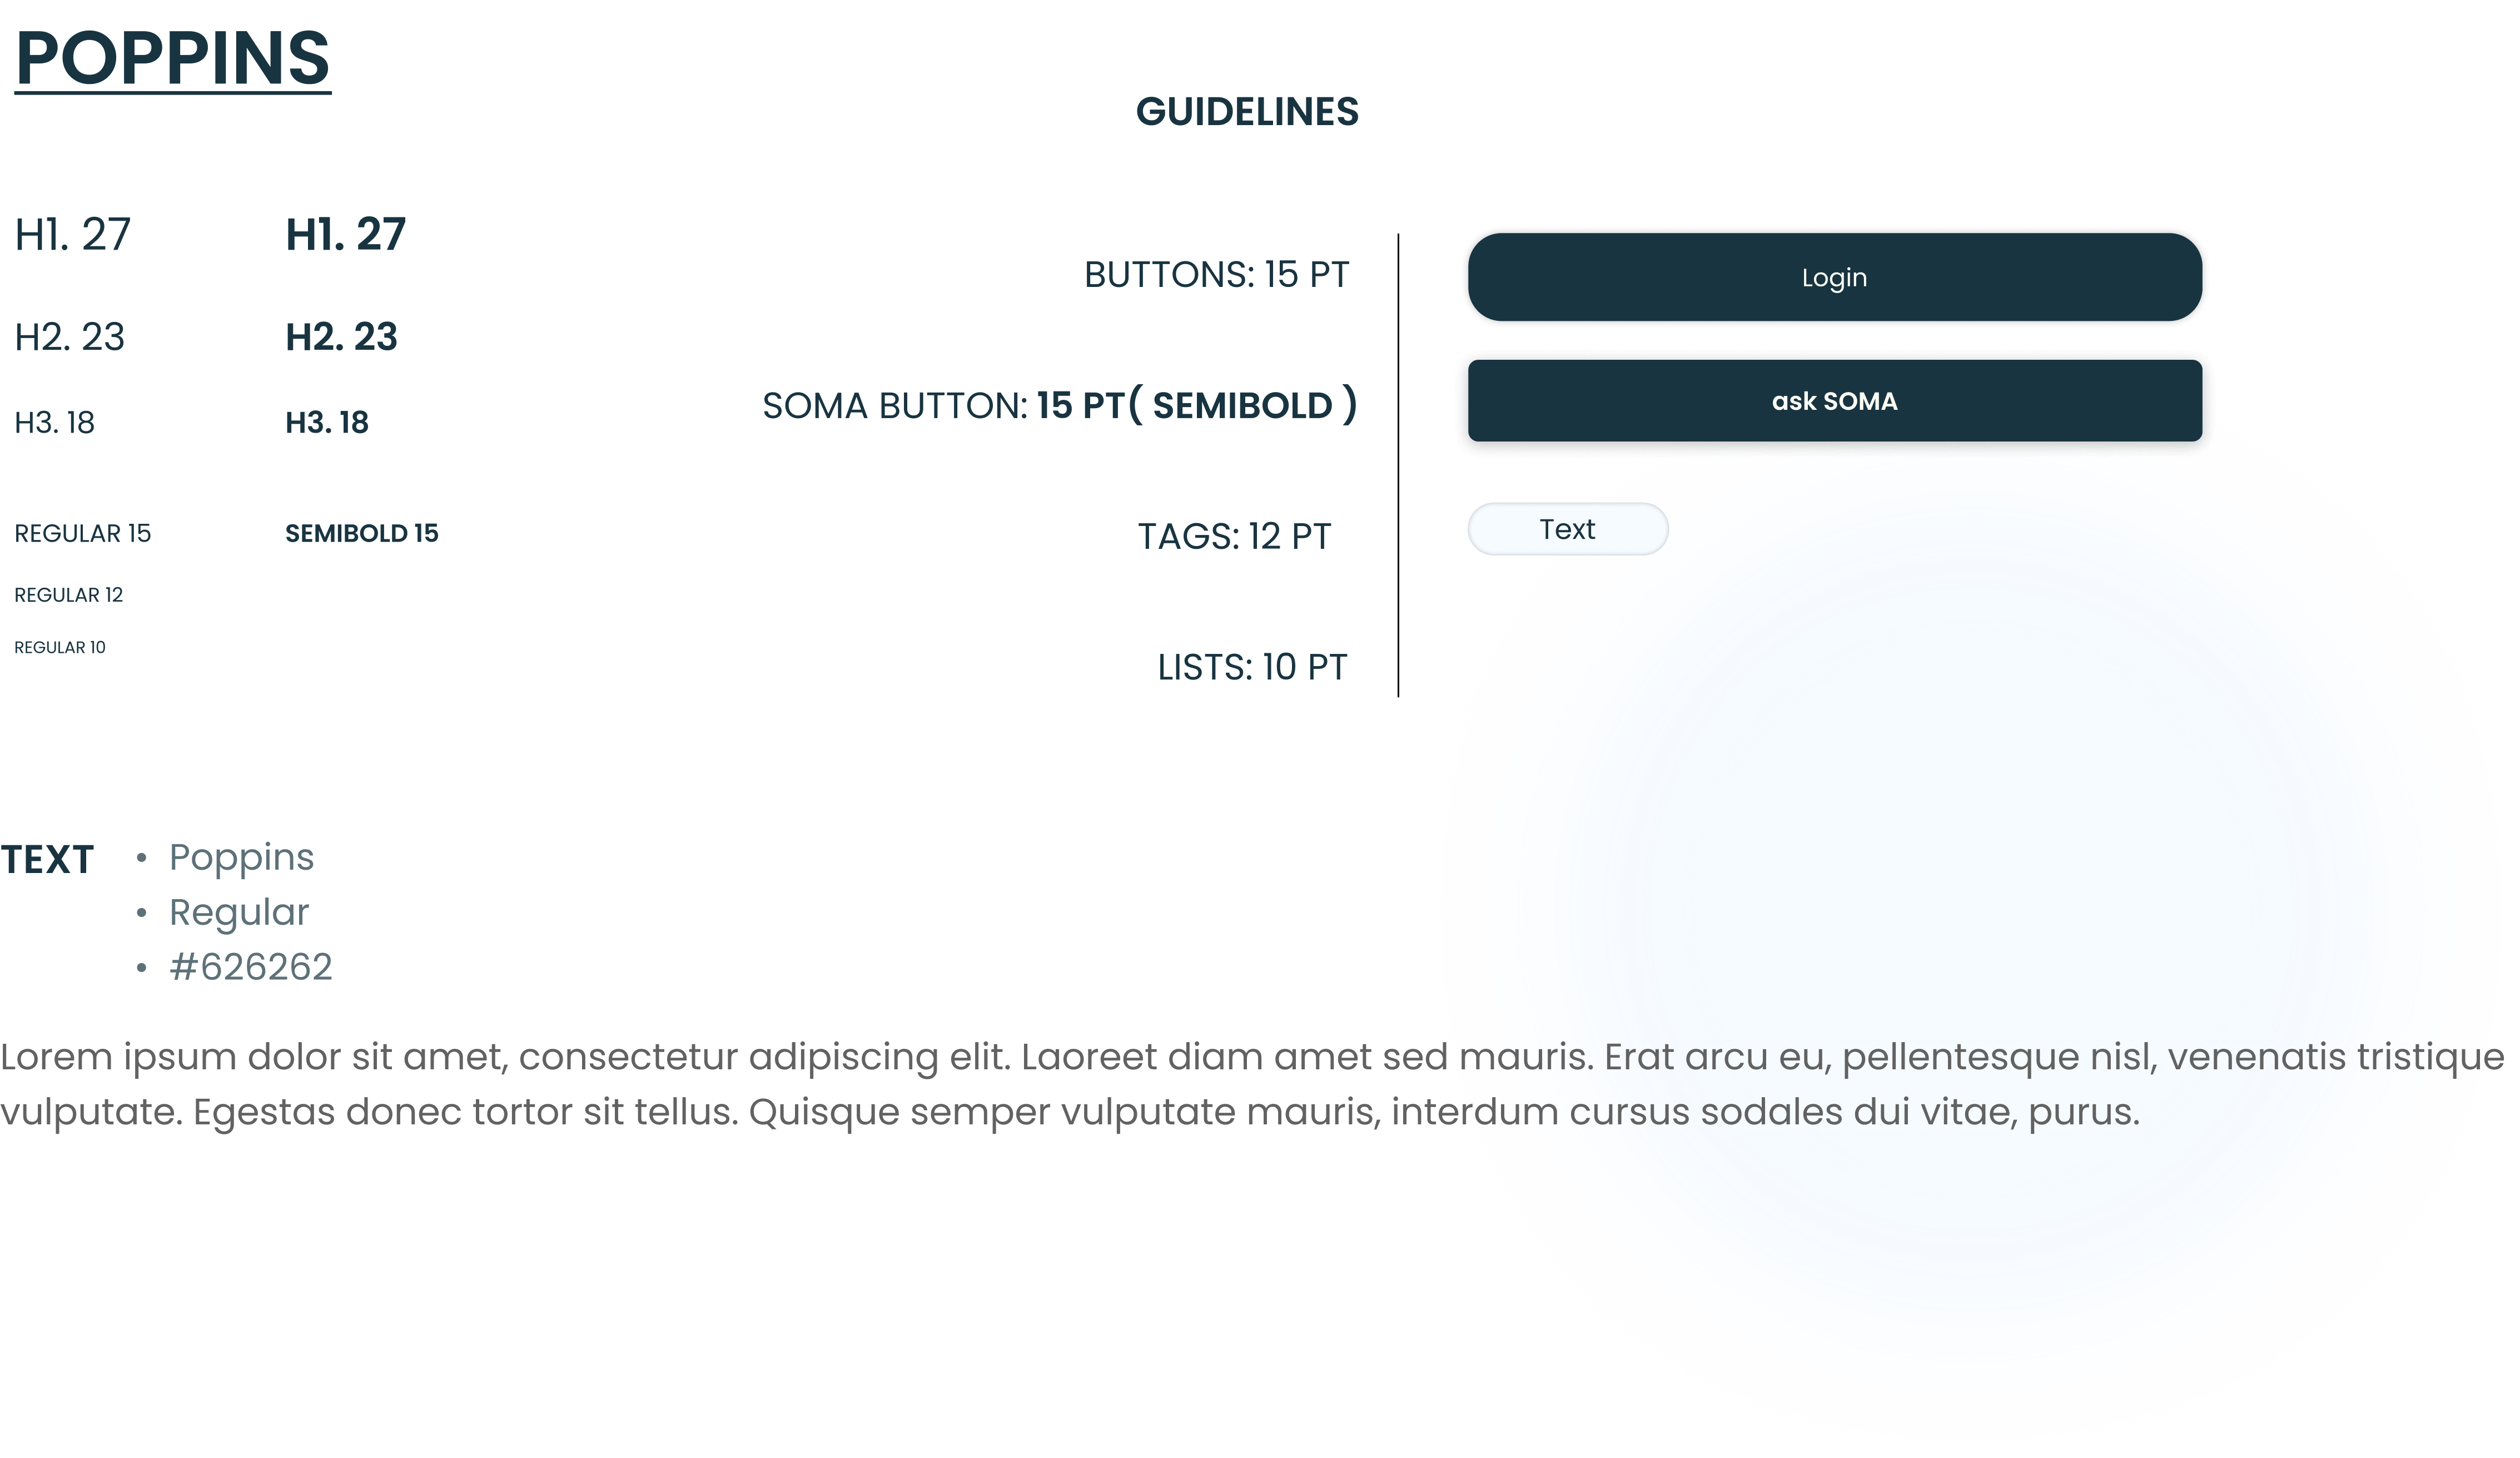 POPPINS
GUIDELINES
H1. 27
H1. 27
H2. 23
H2. 23
H3. 18
H3. 18
REGULAR 15
SEMIBOLD 15
REGULAR 12
REGULAR 10
BUTTONS: 15 PT
Login
SOMA BUTTON: 15 PT( SEMIBOLD )
ask SOMA
TAGS: 12 PT
Text
LISTS: 10 PT
TEXT
• Poppins
• Regular
• #626262
Lorem ipsum dolor sit amet, consectetur adipiscing elit. Laoreet diam amet sed mauris. Erat arcu eu, pellentesque nisl, venenatis tristique
vulputate. Egestas donec tortor sit tellus. Quisque semper vulputate mauris, interdum cursus sodales dui vitae, purus.